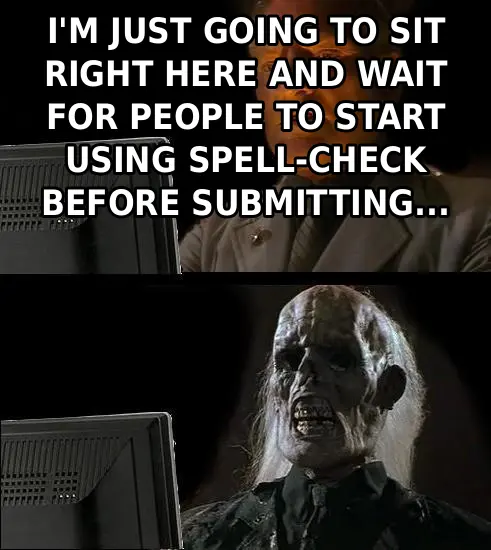 I'M JUST GOING TO SIT
RIGHT HERE AND WAIT
FOR PEOPLE TO START
USING SPELL-CHECK
BEFORE SUBMITTING...